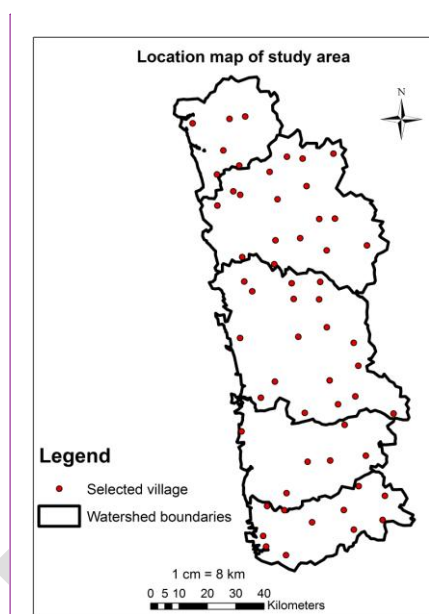 Location map of study area
N
Legend
Selected village
Watershed boundaries
1 cm = 8 km
0 5 10 20 30 40
Kilometers